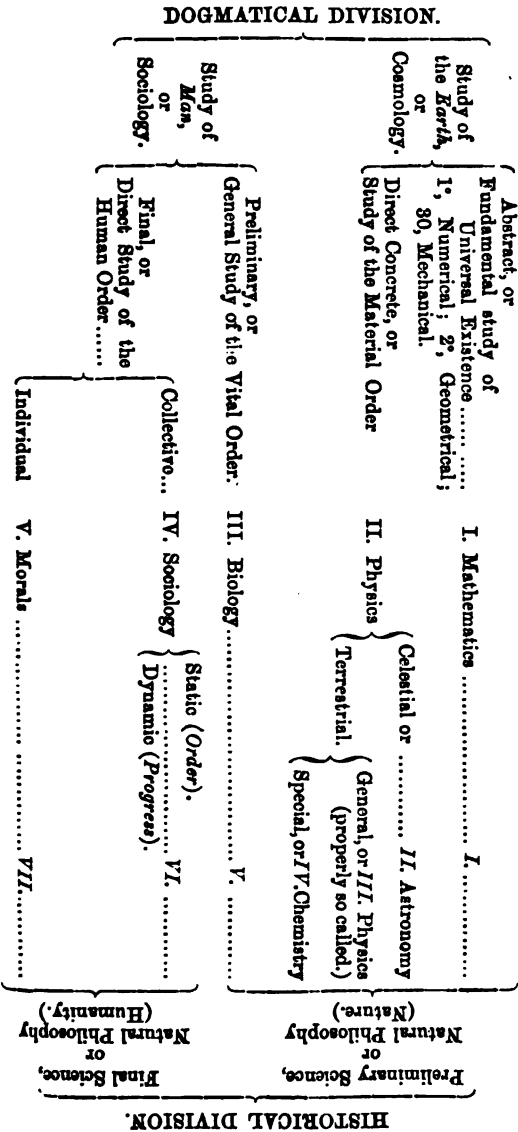 DOGMATICAL DIVISION.
Study of
the Earth,
or
Cosmology.
Abstract, or
Fundamental study of
Universal Existence ...... .....
1°, Numerical; 2°, Geometrical;
30, Mechanical.
I. Mathematics .................................... I. ...............
Direct Concrete, or
Study of the Material Order
II. Physics
Celestial or ........... II. Astronomy
Terrestrial.
General, or III. Physics
(properly so called.)
Special, or IV. Chemistry
Study of
Man,
or
Sociology.
Preliminary, or
General Study of the Vital Order.
III. Biology.................................... V. ...............
Final, or
Direct Study of the
Human Order ......
Collectivo...
IV. Sociology
Static (Order).
........................... VI. ...............
Dynamic (Progress).
Individual
V. Morals .................................... VII................
Preliminary Science,
or
Natural Philosophy
(Nature.)
Final Science,
or
Natural Philosophy
(Humanity.)
HISTORICAL DIVISION.